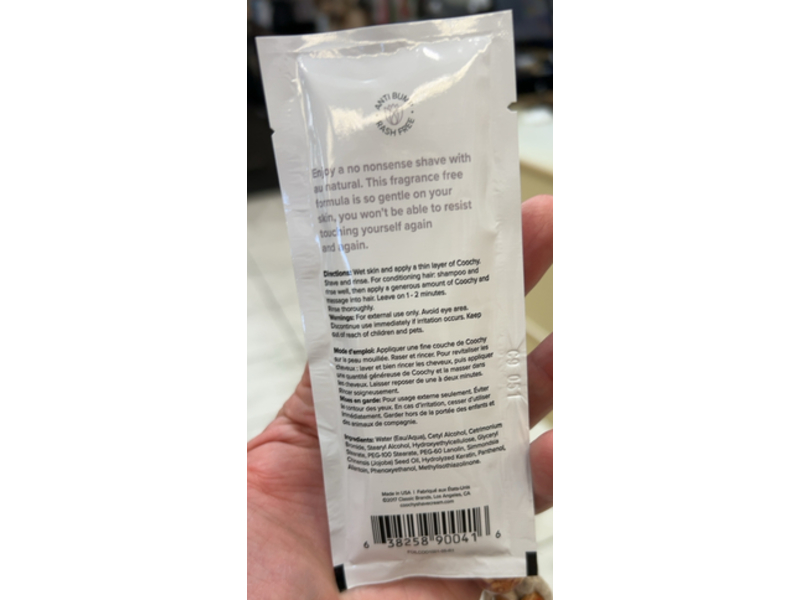 ANTI BUMP
RASH FREE
Enjoy a no nonsense shave with
au natural. This fragrance free
formula is so gentle on your
skin, you won't be able to resist
touching yourself again
and again.
Directions: Wet skin and apply a thin layer of Coochy.
Shave and rinse. For conditioning hair: shampoo and
rinse well, then apply a generous amount of Coochy and
massage into hair. Leave on 1 - 2 minutes.
Rinse thoroughly.
Warnings: For external use only. Avoid eye area.
Discontinue use immediately if irritation occurs. Keep
out of reach of children and pets.
Mode d'emploi: Appliquer une fine couche de Coochy
sur la peau mouillée. Raser et rincer. Pour revitaliser les
cheveux : laver et bien rincer les cheveux, puis appliquer
une quantité généreuse de Coochy et la masser dans
les cheveux. Laisser reposer de une à deux minutes.
Rincer soigneusement.
Mises en garde: Pour usage externe seulement. Éviter
le contour des yeux. En cas d'irritation, cesser d'utiliser
immédiatement. Garder hors de la portée des enfants et
des animaux de compagnie.
Ingredients: Water (Eau/Aqua), Cetyl Alcohol, Cetrimonium
Bromide, Stearyl Alcohol, Hydroxyethylcellulose, Glyceryl
Stearate, PEG-100 Stearate, PEG-60 Lanolin, Simmondsia
Chinensis (Jojoba) Seed Oil, Hydrolyzed Keratin, Panthenol,
Allantoin, Phenoxyethanol, Methylisothiazolinone.
Made in USA | Fabriqué aux États-Unis
©2017 Classic Brands, Los Angeles, CA
coochyshavecream.com
6 38258 90041 6